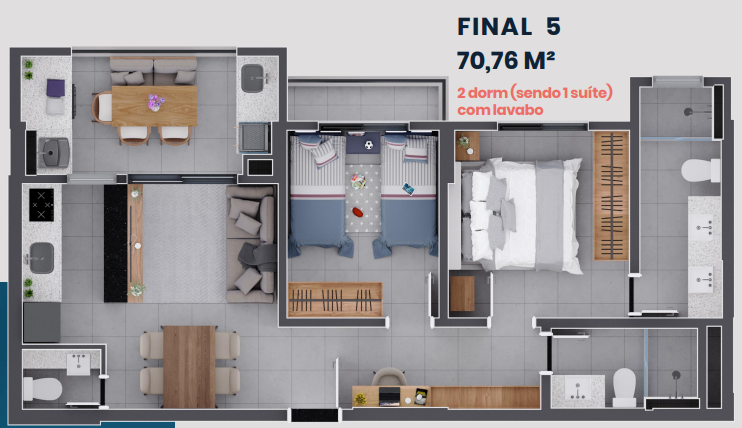 FINAL 5
70,76 M²
2 dorm (sendo 1 suíte)
com lavabo